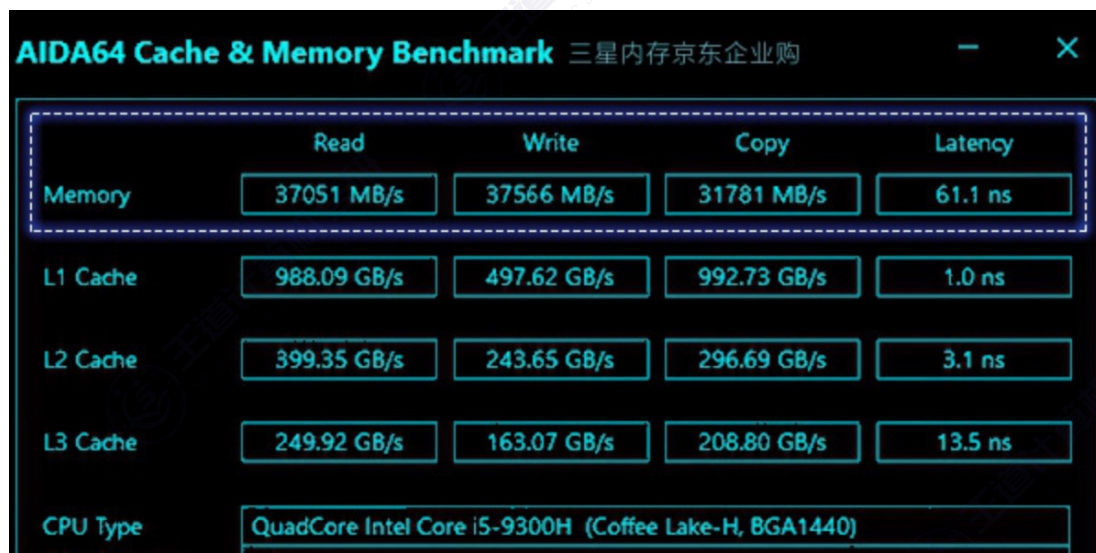 AIDA64 Cache & Memory Benchmark 三星内存京东企业购
Read Write Copy Latency
Memory 37051 MB/s 37566 MB/s 31781 MB/s 61.1 ns
L1 Cache 988.09 GB/s 497.62 GB/s 992.73 GB/s 1.0 ns
L2 Cache 399.35 GB/s 243.65 GB/s 296.69 GB/s 3.1 ns
L3 Cache 249.92 GB/s 163.07 GB/s 208.80 GB/s 13.5 ns
CPU Type QuadCore Intel Core i5-9300H (Coffee Lake-H, BGA1440)